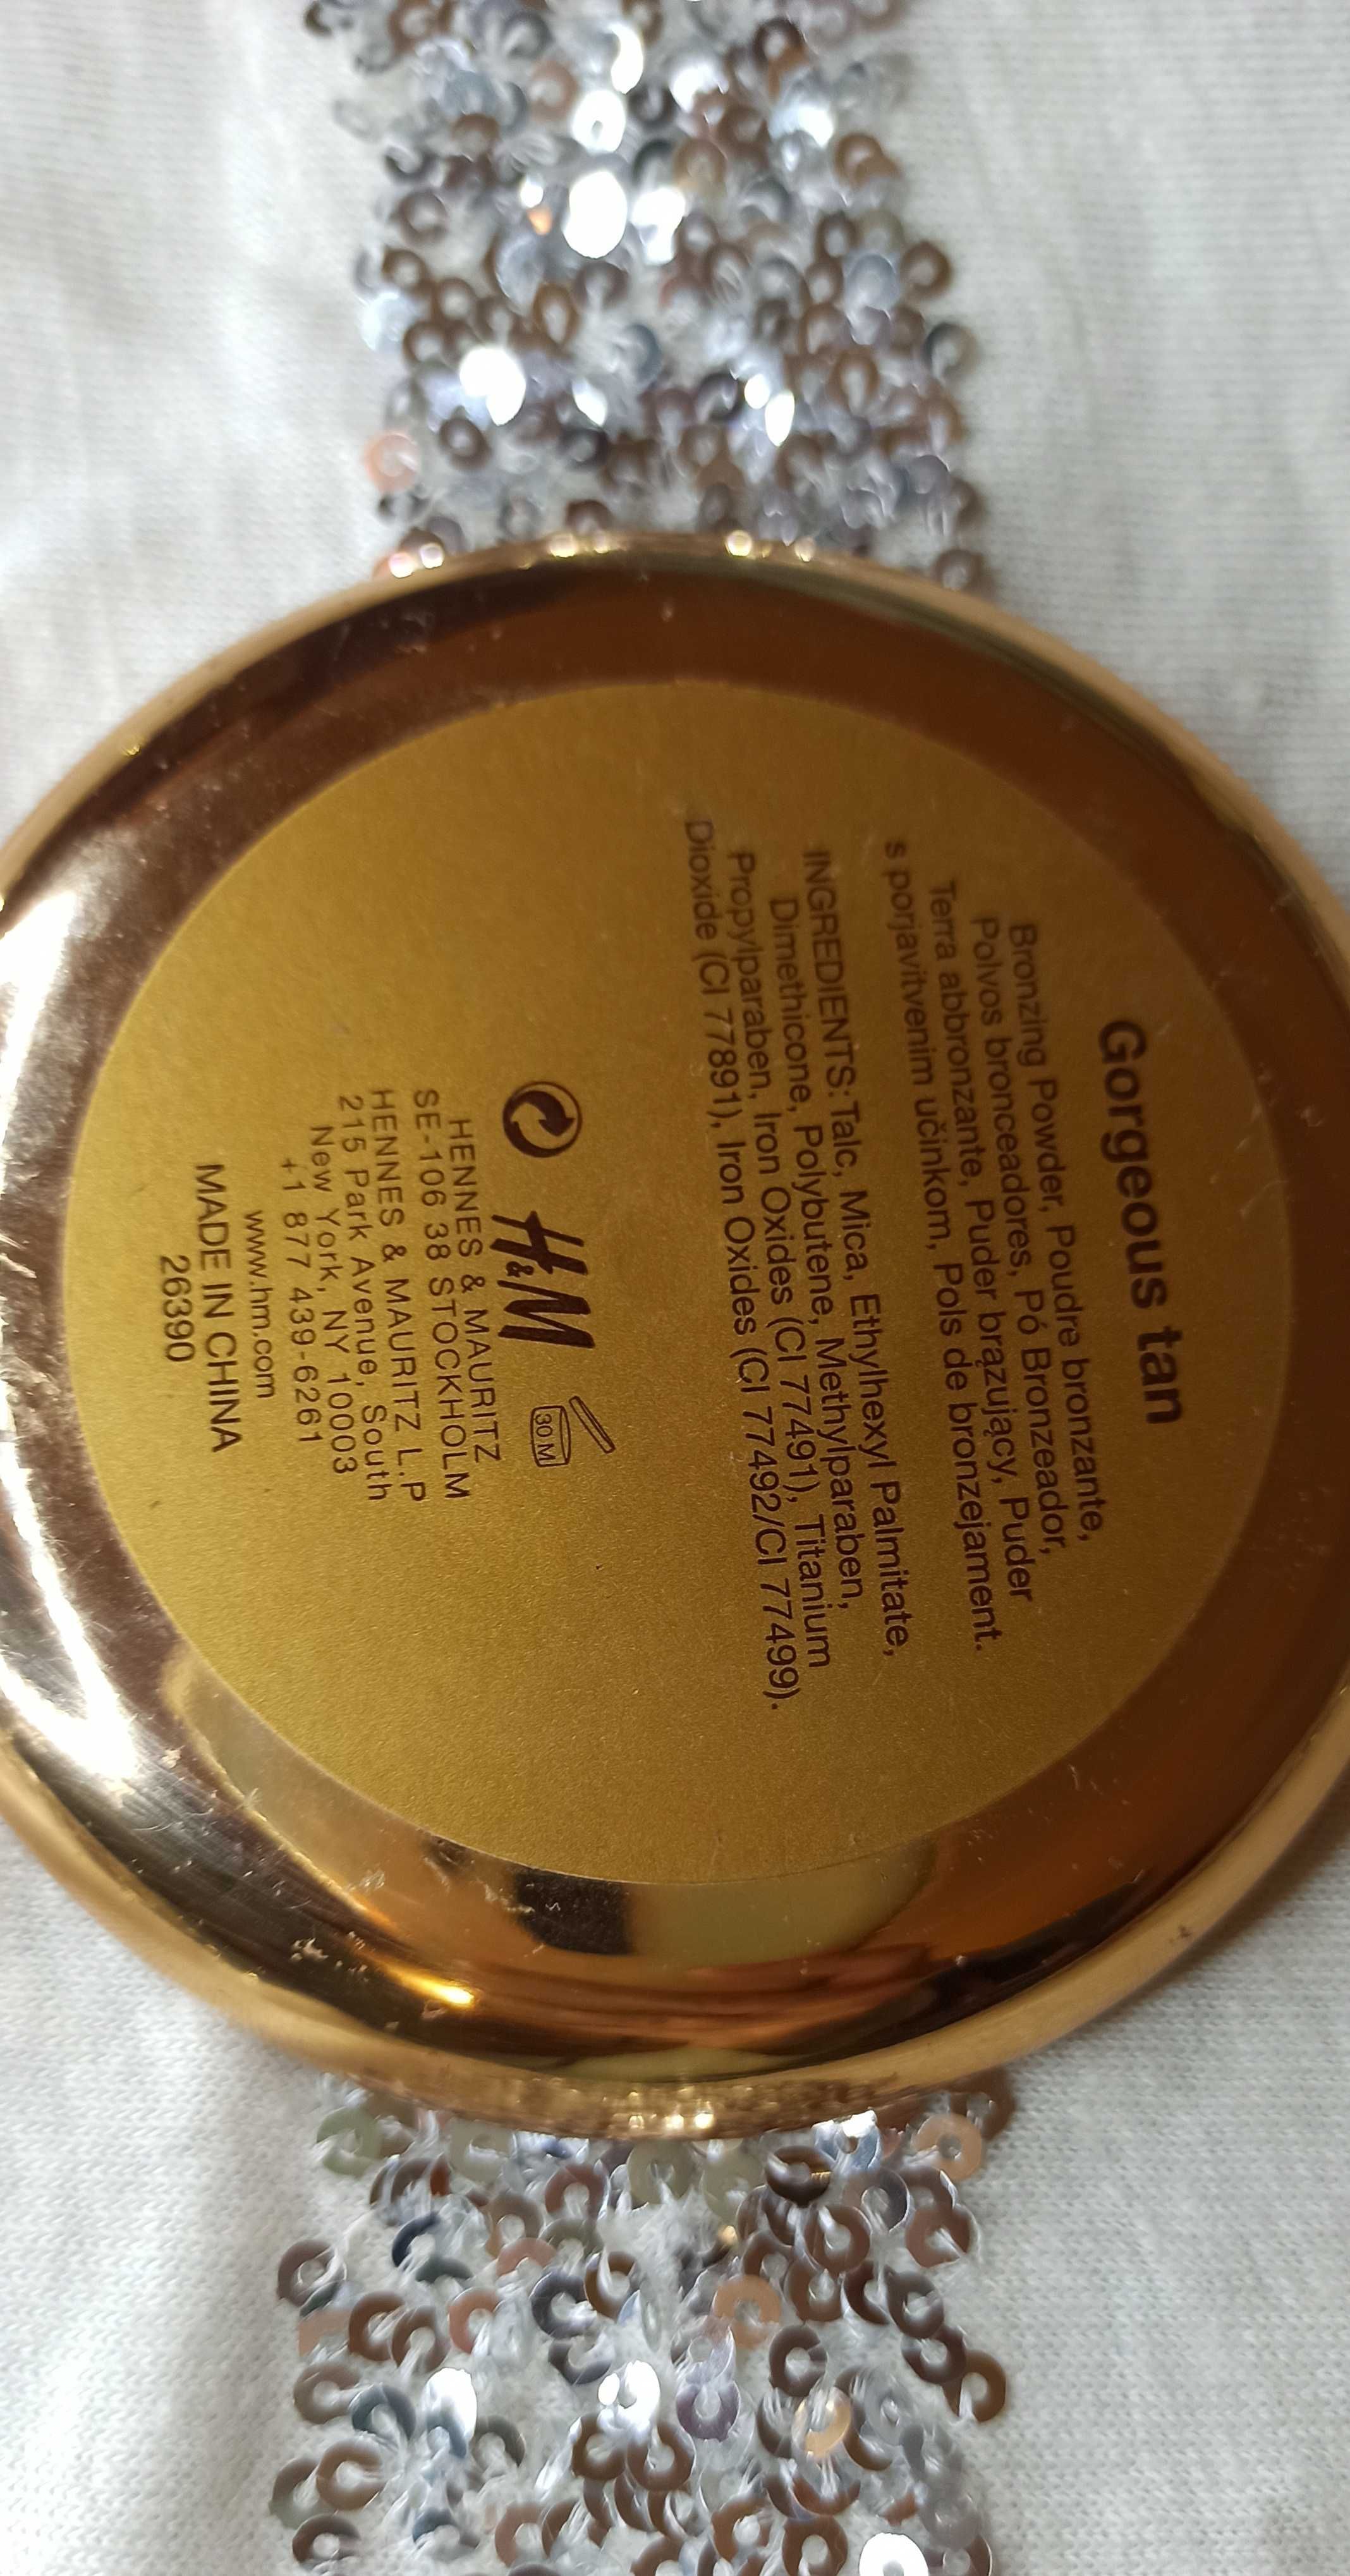 Gorgeous tan
Bronzing Powder, Poudre bronzante,
Polvos bronceadores, Pó Bronzeador,
Terra abbronzante, Puder brązujący, Puder
s porjavitvenim učinkom, Pols de bronzejament.
INGREDIENTS: Talc, Mica, Ethylhexyl Palmitate,
Dimethicone, Polybutene, Methylparaben,
Propylparaben, Iron Oxides (CI 77491), Titanium
Dioxide (CI 77891), Iron Oxides (CI 77492/CI 77499).
H&M
30 M
HENNES & MAURITZ
SE-106 38 STOCKHOLM
HENNES & MAURITZ L.P
215 Park Avenue, South
New York, NY 10003
+1 877 439-6261
www.hm.com
MADE IN CHINA
26390